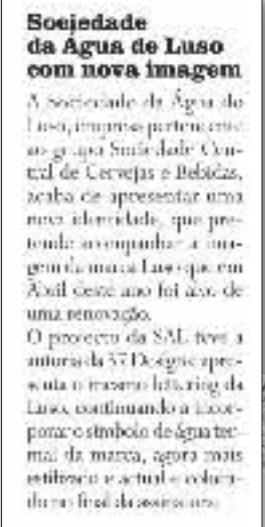 Sociedade
da Água de Luso
com nova imagem
A Sociedade da Água do
Luso, empresa pertencente
ao grupo Sociedade Cen-
tral de Cervejas e Bebidas,
acaba de apresentar uma
nova identidade, que pre-
tende acompanhar a ima-
gem da marca Luso que em
Abril deste ano foi alvo de
uma renovação.
O projecto da SAL teve a
autoria da 37 Designs e apre-
senta o mesmo lettering da
Luso, continuando a incor-
porar o símbolo de água ter-
mal da marca, agora mais
estilizado e actual e coloca-
do no final da assinatura.